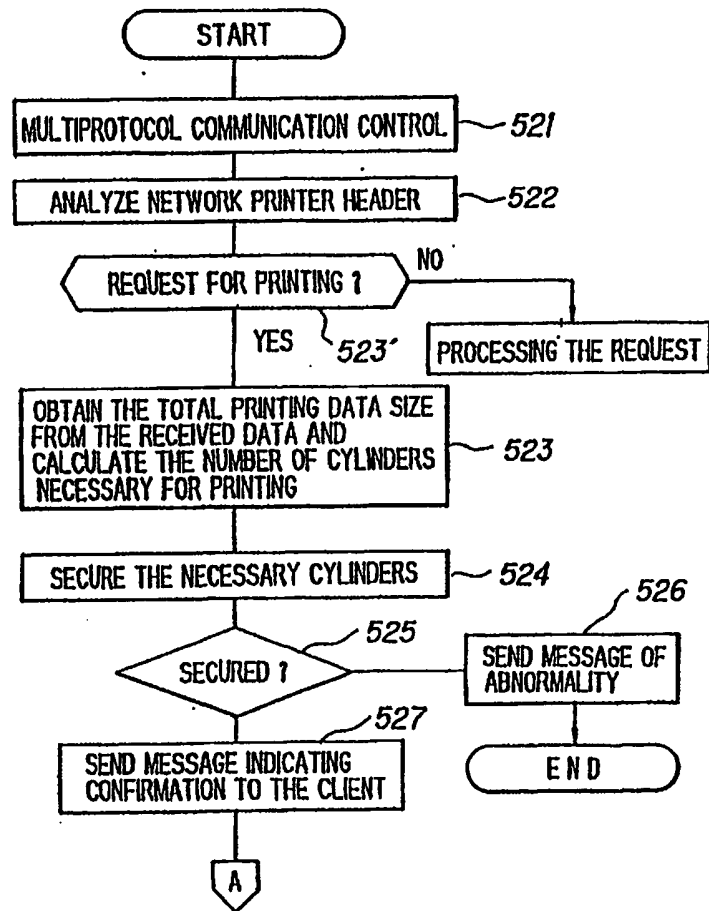 START
MULTIPROTOCOL COMMUNICATION CONTROL
521
ANALYZE NETWORK PRINTER HEADER
522
REQUEST FOR PRINTING ?
NO
YES
523'
PROCESSING THE REQUEST
OBTAIN THE TOTAL PRINTING DATA SIZE
FROM THE RECEIVED DATA AND
CALCULATE THE NUMBER OF CYLINDERS
NECESSARY FOR PRINTING
523
SECURE THE NECESSARY CYLINDERS
524
525
526
SECURED ?
SEND MESSAGE OF
ABNORMALITY
527
SEND MESSAGE INDICATING
CONFIRMATION TO THE CLIENT
END
A